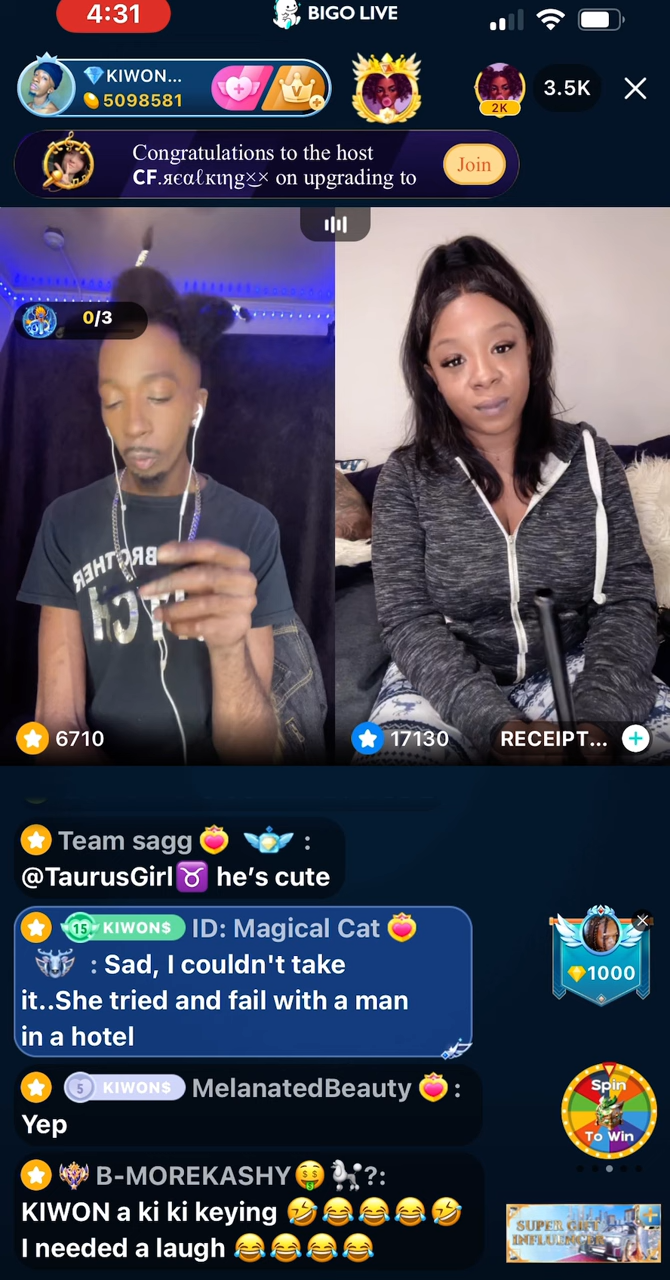 4:31
BIGO LIVE
KIWON...
5098581
2K
3.5K
Congratulations to the host
CF.яєαℓкιηg×͜× on upgrading to
Join
0/3
BROTHER
6710
17130
RECEIPT...
Team sagg :
@TaurusGirl♉ he's cute
15 KIWON$ ID: Magical Cat
: Sad, I couldn't take
it..She tried and fail with a man
in a hotel
1000
5 KIWON$ MelanatedBeauty :
Yep
Spin
To Win
B-MOREKASHY🤑🐩?:
KIWON a ki ki keying 🤣😂😂😂😂🤣
I needed a laugh 😂😂😂😂
SUPER GIFT
INFLUENCER